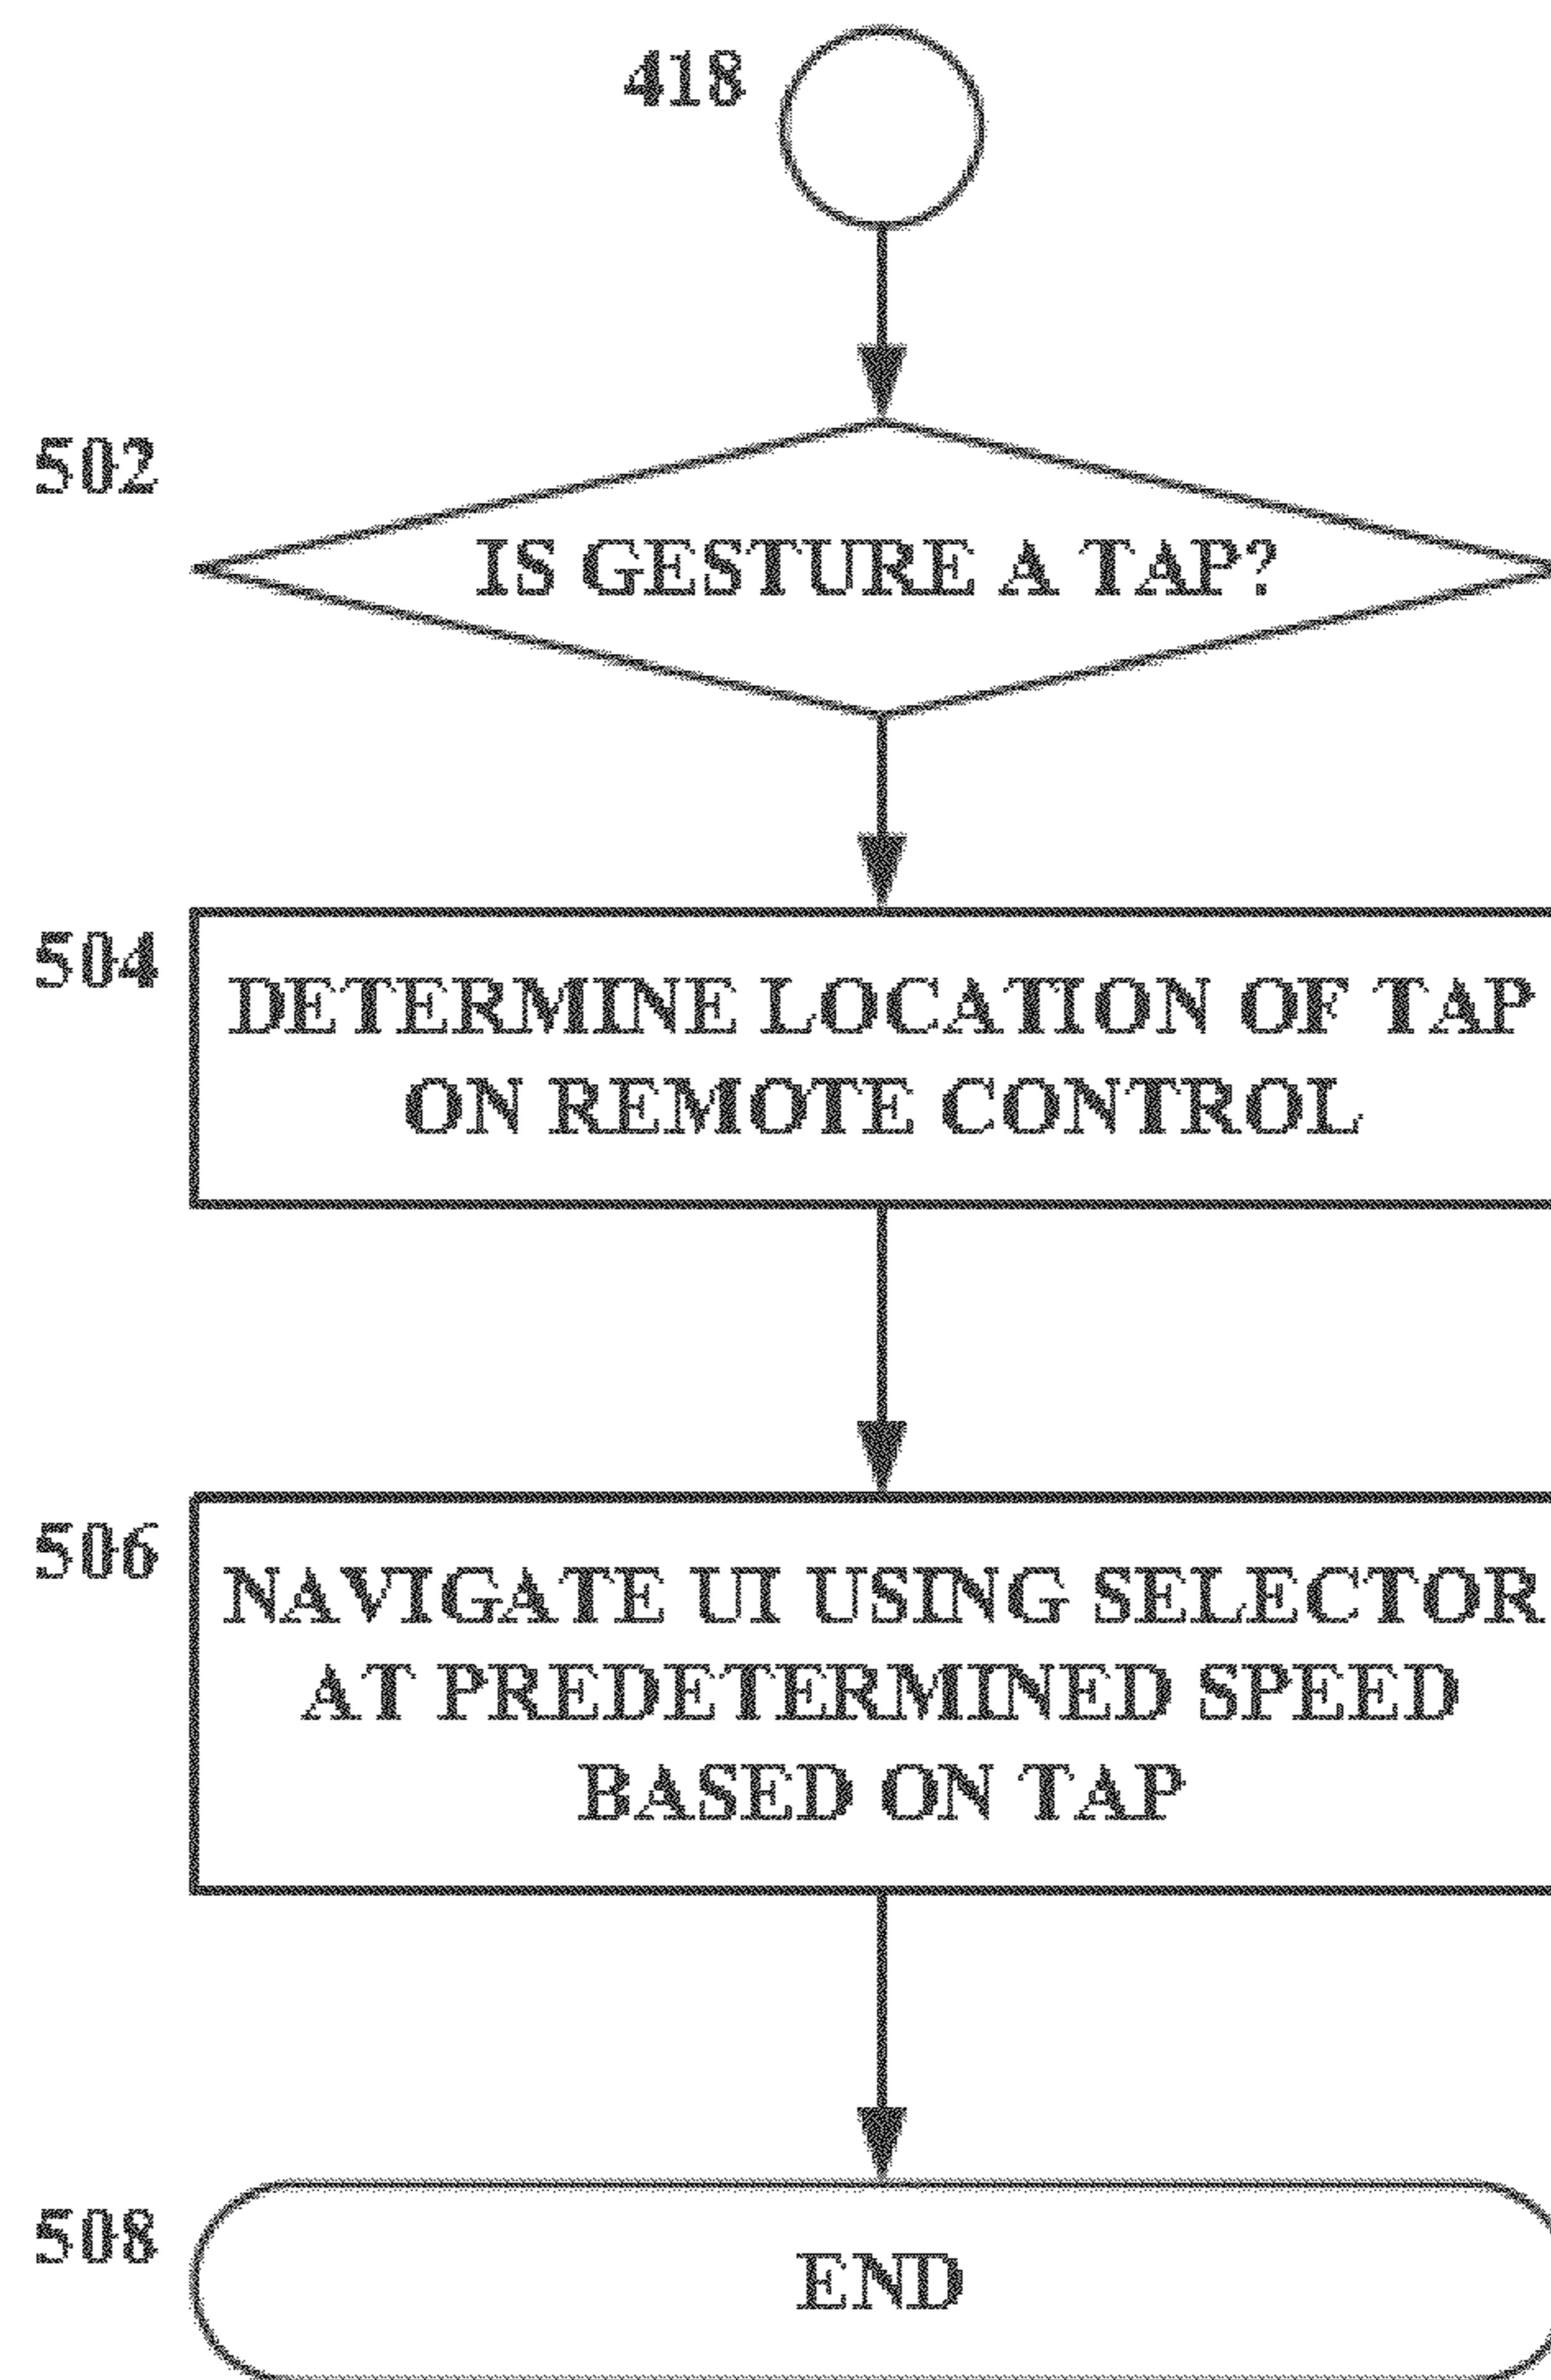 418
502
IS GESTURE A TAP?
504
DETERMINE LOCATION OF TAP
ON REMOTE CONTROL
506
NAVIGATE UI USING SELECTOR
AT PREDETERMINED SPEED
BASED ON TAP
508
END